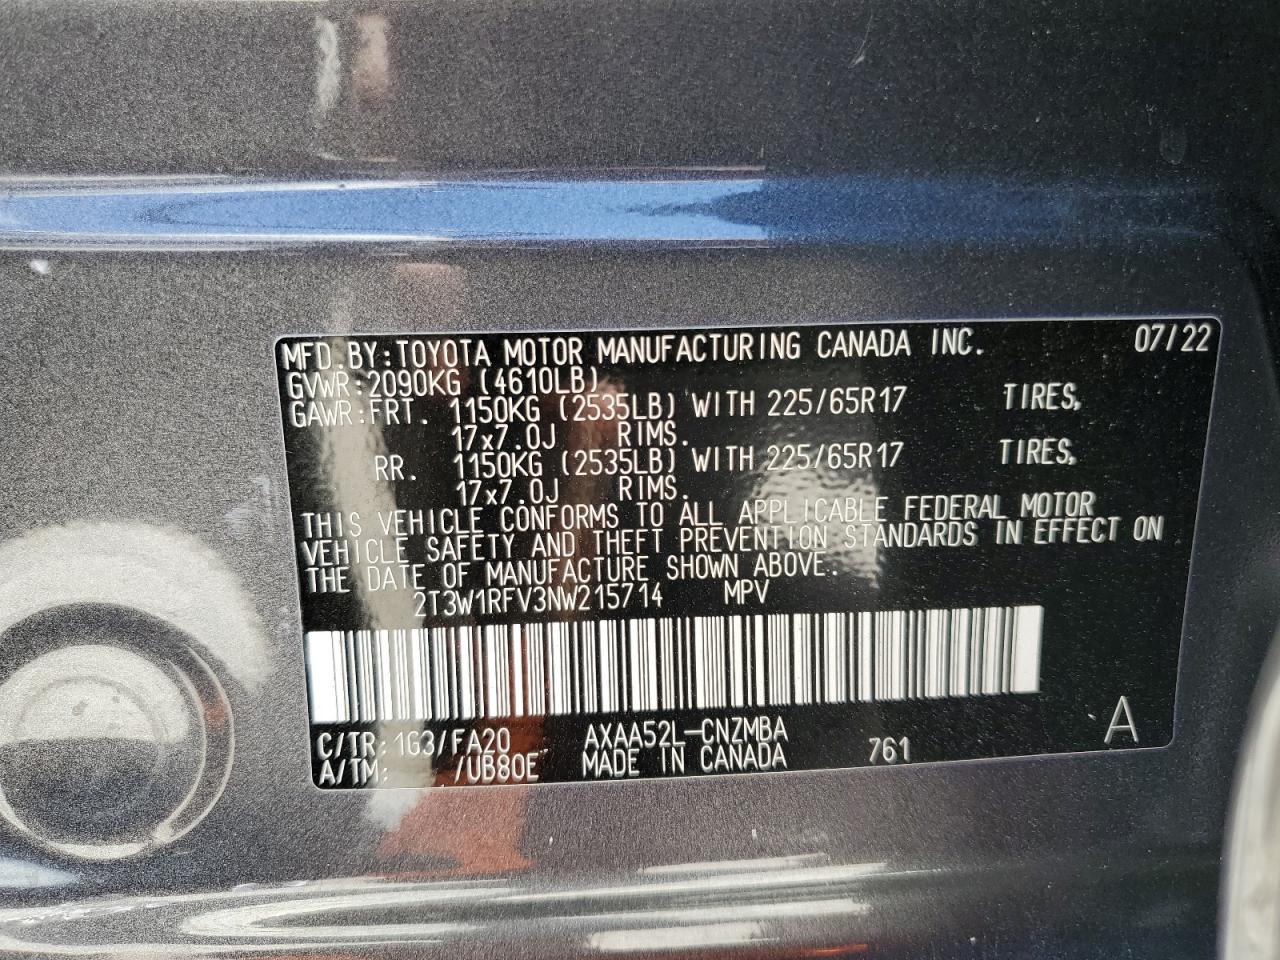 MFD.BY:TOYOTA MOTOR MANUFACTURING CANADA INC. 07/22
GVWR:2090KG (4610LB)
GAWR:FRT. 1150KG (2535LB) WITH 225/65R17 TIRES,
17x7.0J RIMS.
RR. 1150KG (2535LB) WITH 225/65R17 TIRES,
17x7.0J RIMS.
THIS VEHICLE CONFORMS TO ALL APPLICABLE FEDERAL MOTOR
VEHICLE SAFETY AND THEFT PREVENTION STANDARDS IN EFFECT ON
THE DATE OF MANUFACTURE SHOWN ABOVE.
2T3W1RFV3NW215714 MPV
C/TR:1G3/FA20 AXAA52L-CNZMBA A
A/TM: /UB80E MADE IN CANADA 761